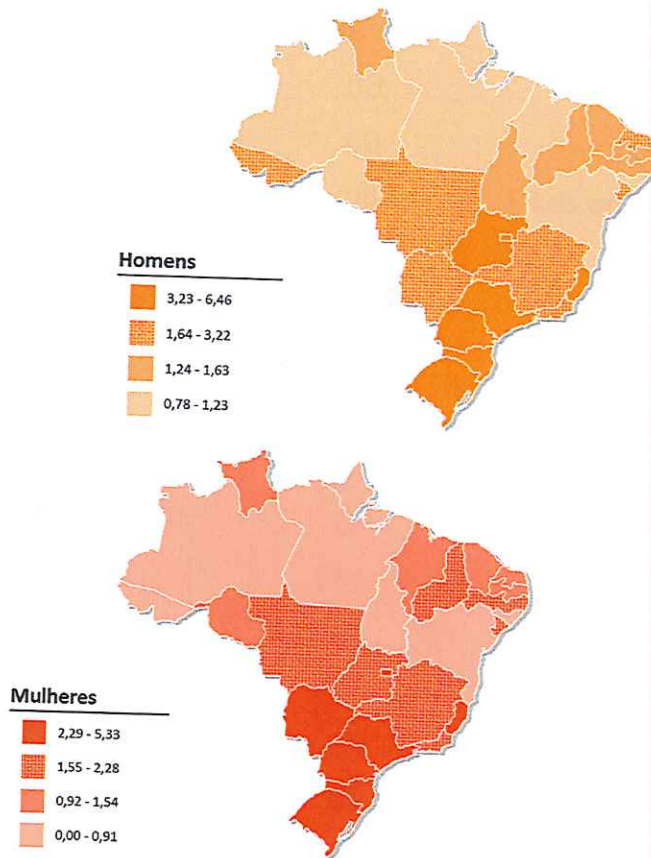 Homens
3,23 - 6,46
1,64 - 3,22
1,24 - 1,63
0,78 - 1,23
Mulheres
2,29 - 5,33
1,55 - 2,28
0,92 - 1,54
0,00 - 0,91